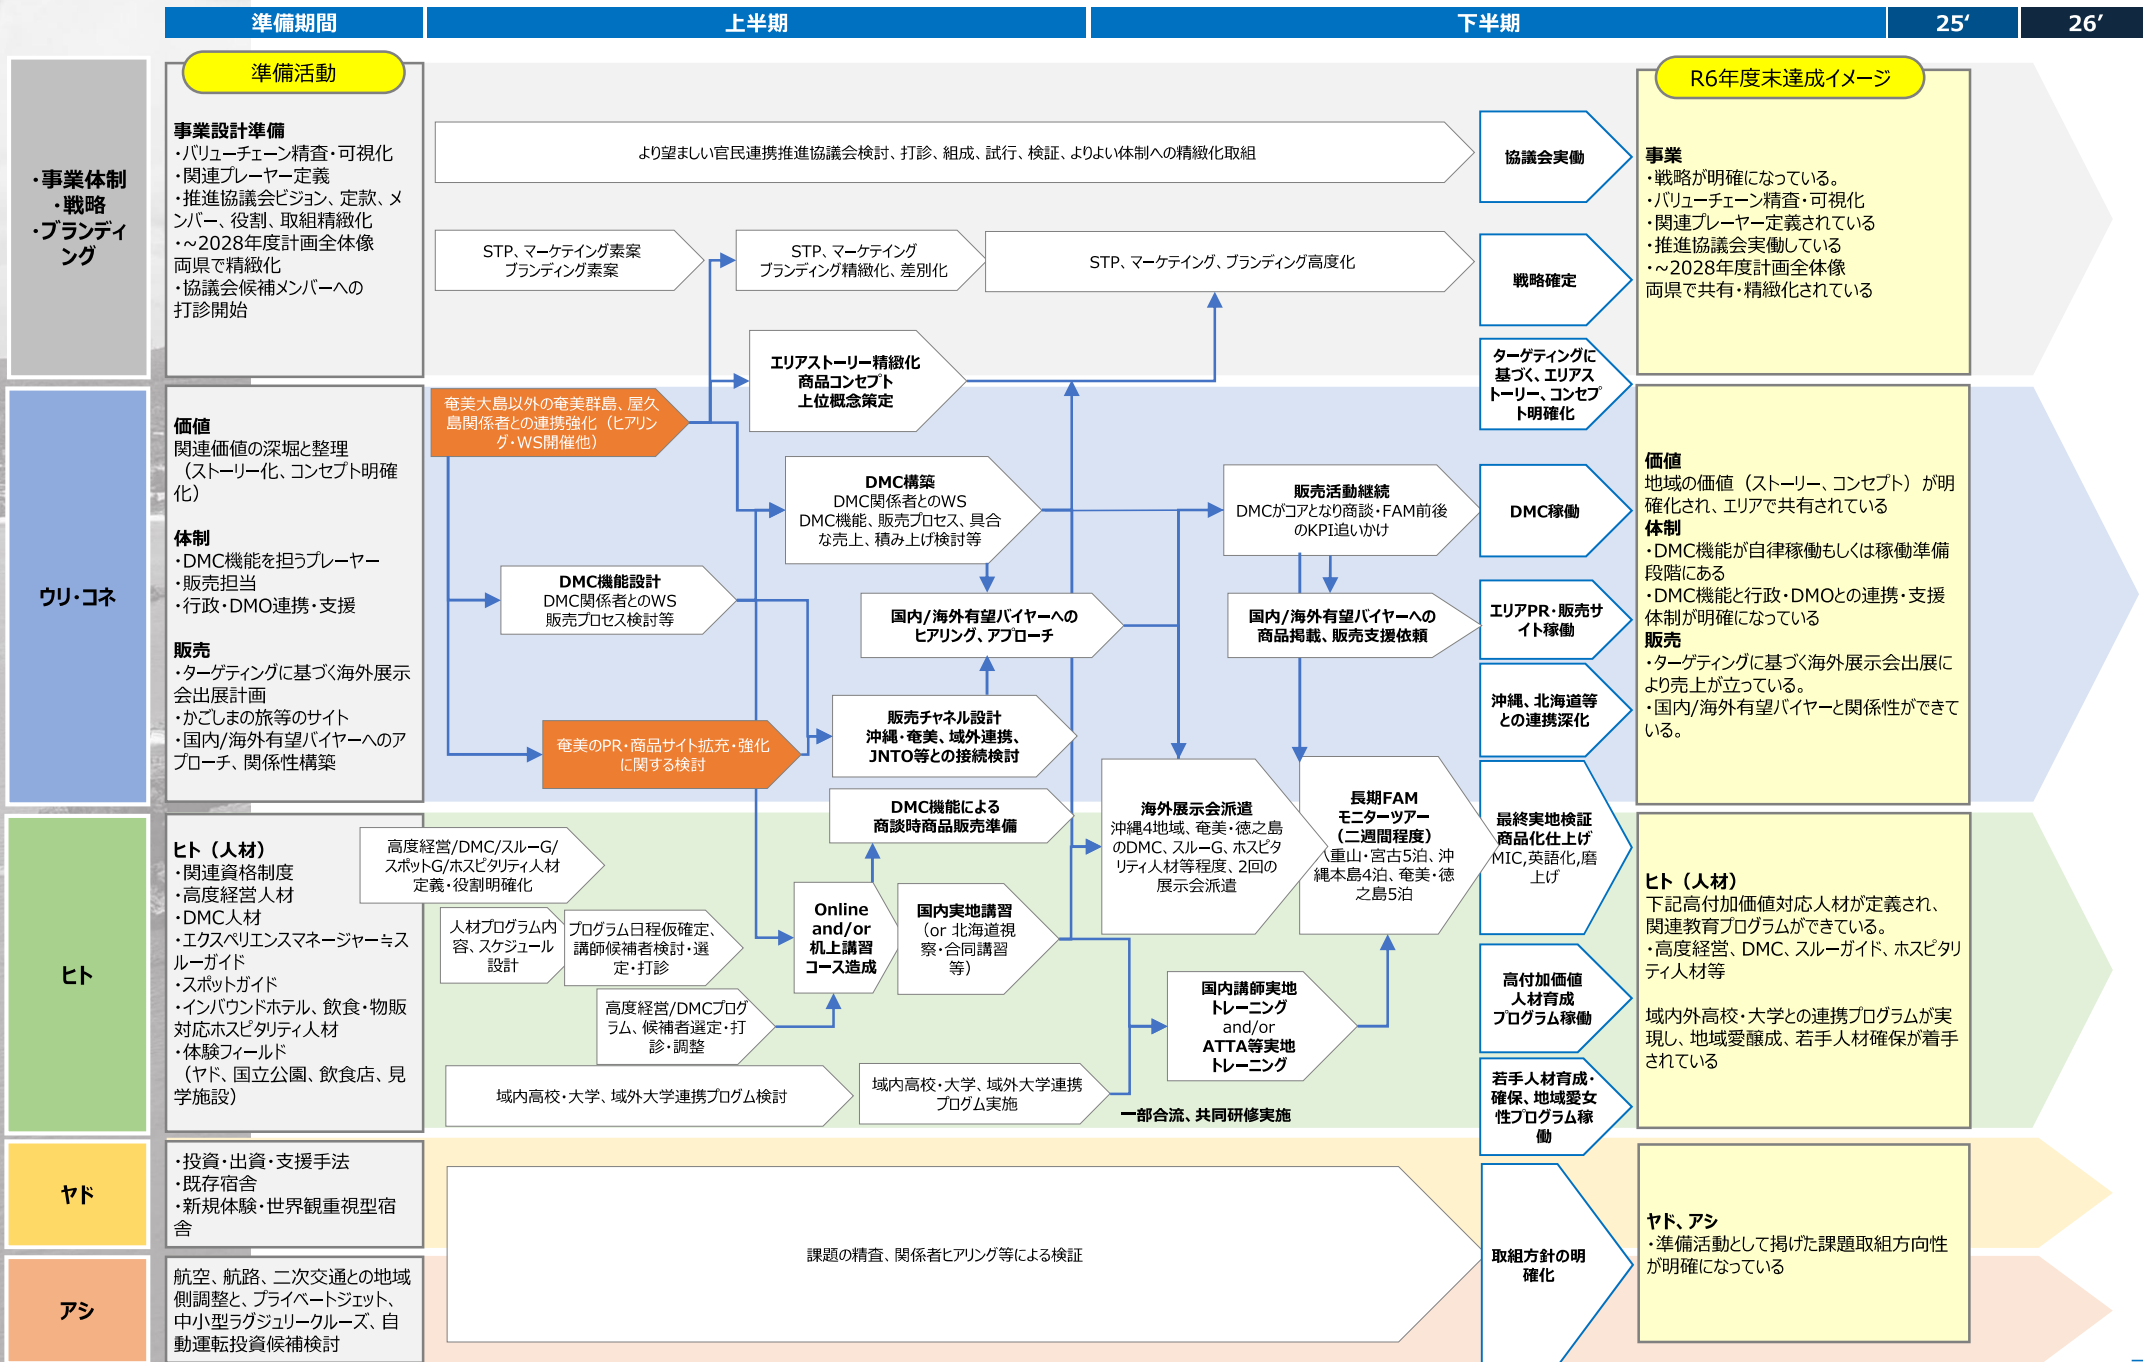 準備期間
上半期
下半期
25‘
26’
・事業体制
・戦略
・ブランディ
ング
準備活動
事業設計準備
・バリューチェーン精査・可視化
・関連プレーヤー定義
・推進協議会ビジョン、定款、メ
ンバー、役割、取組精緻化
・~2028年度計画全体像
両県で精緻化
・協議会候補メンバーへの
打診開始
より望ましい官民連携推進協議会検討、打診、組成、試行、検証、よりよい体制への精緻化取組
STP、マーケテイング素案
ブランディング素案
STP、マーケテイング
ブランディング精緻化、差別化
STP、マーケテイング、ブランディング高度化
エリアストーリー精緻化
商品コンセプト
上位概念策定
協議会実働
戦略確定
ターゲティングに
基づく、エリアス
トーリー、コンセプ
ト明確化
R6年度末達成イメージ
事業
・戦略が明確になっている。
・バリューチェーン精査・可視化
・関連プレーヤー定義されている
・推進協議会実働している
・~2028年度計画全体像
両県で共有・精緻化されている
ウリ・コネ
価値
関連価値の深堀と整理
（ストーリー化、コンセプト明確
化）
体制
・DMC機能を担うプレーヤー
・販売担当
・行政・DMO連携・支援
販売
・ターゲティングに基づく海外展示
会出展計画
・かごしまの旅等のサイト
・国内/海外有望バイヤーへのア
プローチ、関係性構築
奄美大島以外の奄美群島、屋久
島関係者との連携強化（ヒアリン
グ・WS開催他）
DMC機能設計
DMC関係者とのWS
販売プロセス検討等
奄美のPR・商品サイト拡充・強化
に関する検討
DMC構築
DMC関係者とのWS
DMC機能、販売プロセス、具合
な売上、積み上げ検討等
国内/海外有望バイヤーへの
ヒアリング、アプローチ
販売チャネル設計
沖縄・奄美、域外連携、
JNTO等との接続検討
DMC機能による
商談時商品販売準備
販売活動継続
DMCがコアとなり商談・FAM前後
のKPI追いかけ
国内/海外有望バイヤーへの
商品掲載、販売支援依頼
海外展示会派遣
沖縄4地域、奄美・徳之島
のDMC、スルーG、ホスピタ
リティ人材等程度、2回の
展示会派遣
長期FAM
モニターツアー
（二週間程度）
重山・宮古5泊、沖
縄本島4泊、奄美・徳
之島5泊
DMC稼働
エリアPR・販売サ
イト稼働
沖縄、北海道等
との連携深化
最終実地検証
商品化仕上げ
MIC,英語化,磨
上げ
価値
地域の価値（ストーリー、コンセプト）が明
確化され、エリアで共有されている
体制
・DMC機能が自律稼働もしくは稼働準備
段階にある
・DMC機能と行政・DMOとの連携・支援
体制が明確になっている
販売
・ターゲティングに基づく海外展示会出展に
より売上が立っている。
・国内/海外有望バイヤーと関係性ができて
いる。
ヒト
ヒト（人材）
・関連資格制度
・高度経営人材
・DMC人材
・エクスペリエンスマネージャー≒ス
ルーガイド
・スポットガイド
・インバウンドホテル、飲食・物販
対応ホスピタリティ人材
・体験フィールド
（ヤド、国立公園、飲食店、見
学施設）
高度経営/DMC/スルーG/
スポットG/ホスピタリティ人材
定義・役割明確化
人材プログラム内
容、スケジュール
設計
プログラム日程仮確定、
講師候補者検討・選
定・打診
高度経営/DMCプログ
ラム、候補者選定・打
診・調整
域内高校・大学、域外大学連携プログム検討
Online
and/or
机上講習
コース造成
国内実地講習
（or 北海道視
察・合同講習
等）
域内高校・大学、域外大学連携
プログム実施
国内講師実地
トレーニング
and/or
ATTA等実地
トレーニング
一部合流、共同研修実施
高付加価値
人材育成
プログラム稼働
若手人材育成・
確保、地域愛女
性プログラム稼
働
ヒト（人材）
下記高付加価値対応人材が定義され、
関連教育プログラムができている。
・高度経営、DMC、スルーガイド、ホスピタリ
ティ人材等
域内外高校・大学との連携プログラムが実
現し、地域愛醸成、若手人材確保が着手
されている
ヤド
・投資・出資・支援手法
・既存宿舎
・新規体験・世界観重視型宿
舎
課題の精査、関係者ヒアリング等による検証
取組方針の明
確化
ヤド、アシ
・準備活動として掲げた課題取組方向性
が明確になっている
アシ
航空、航路、二次交通との地域
側調整と、プライベートジェット、
中小型ラグジュリークルーズ、自
動運転投資候補検討